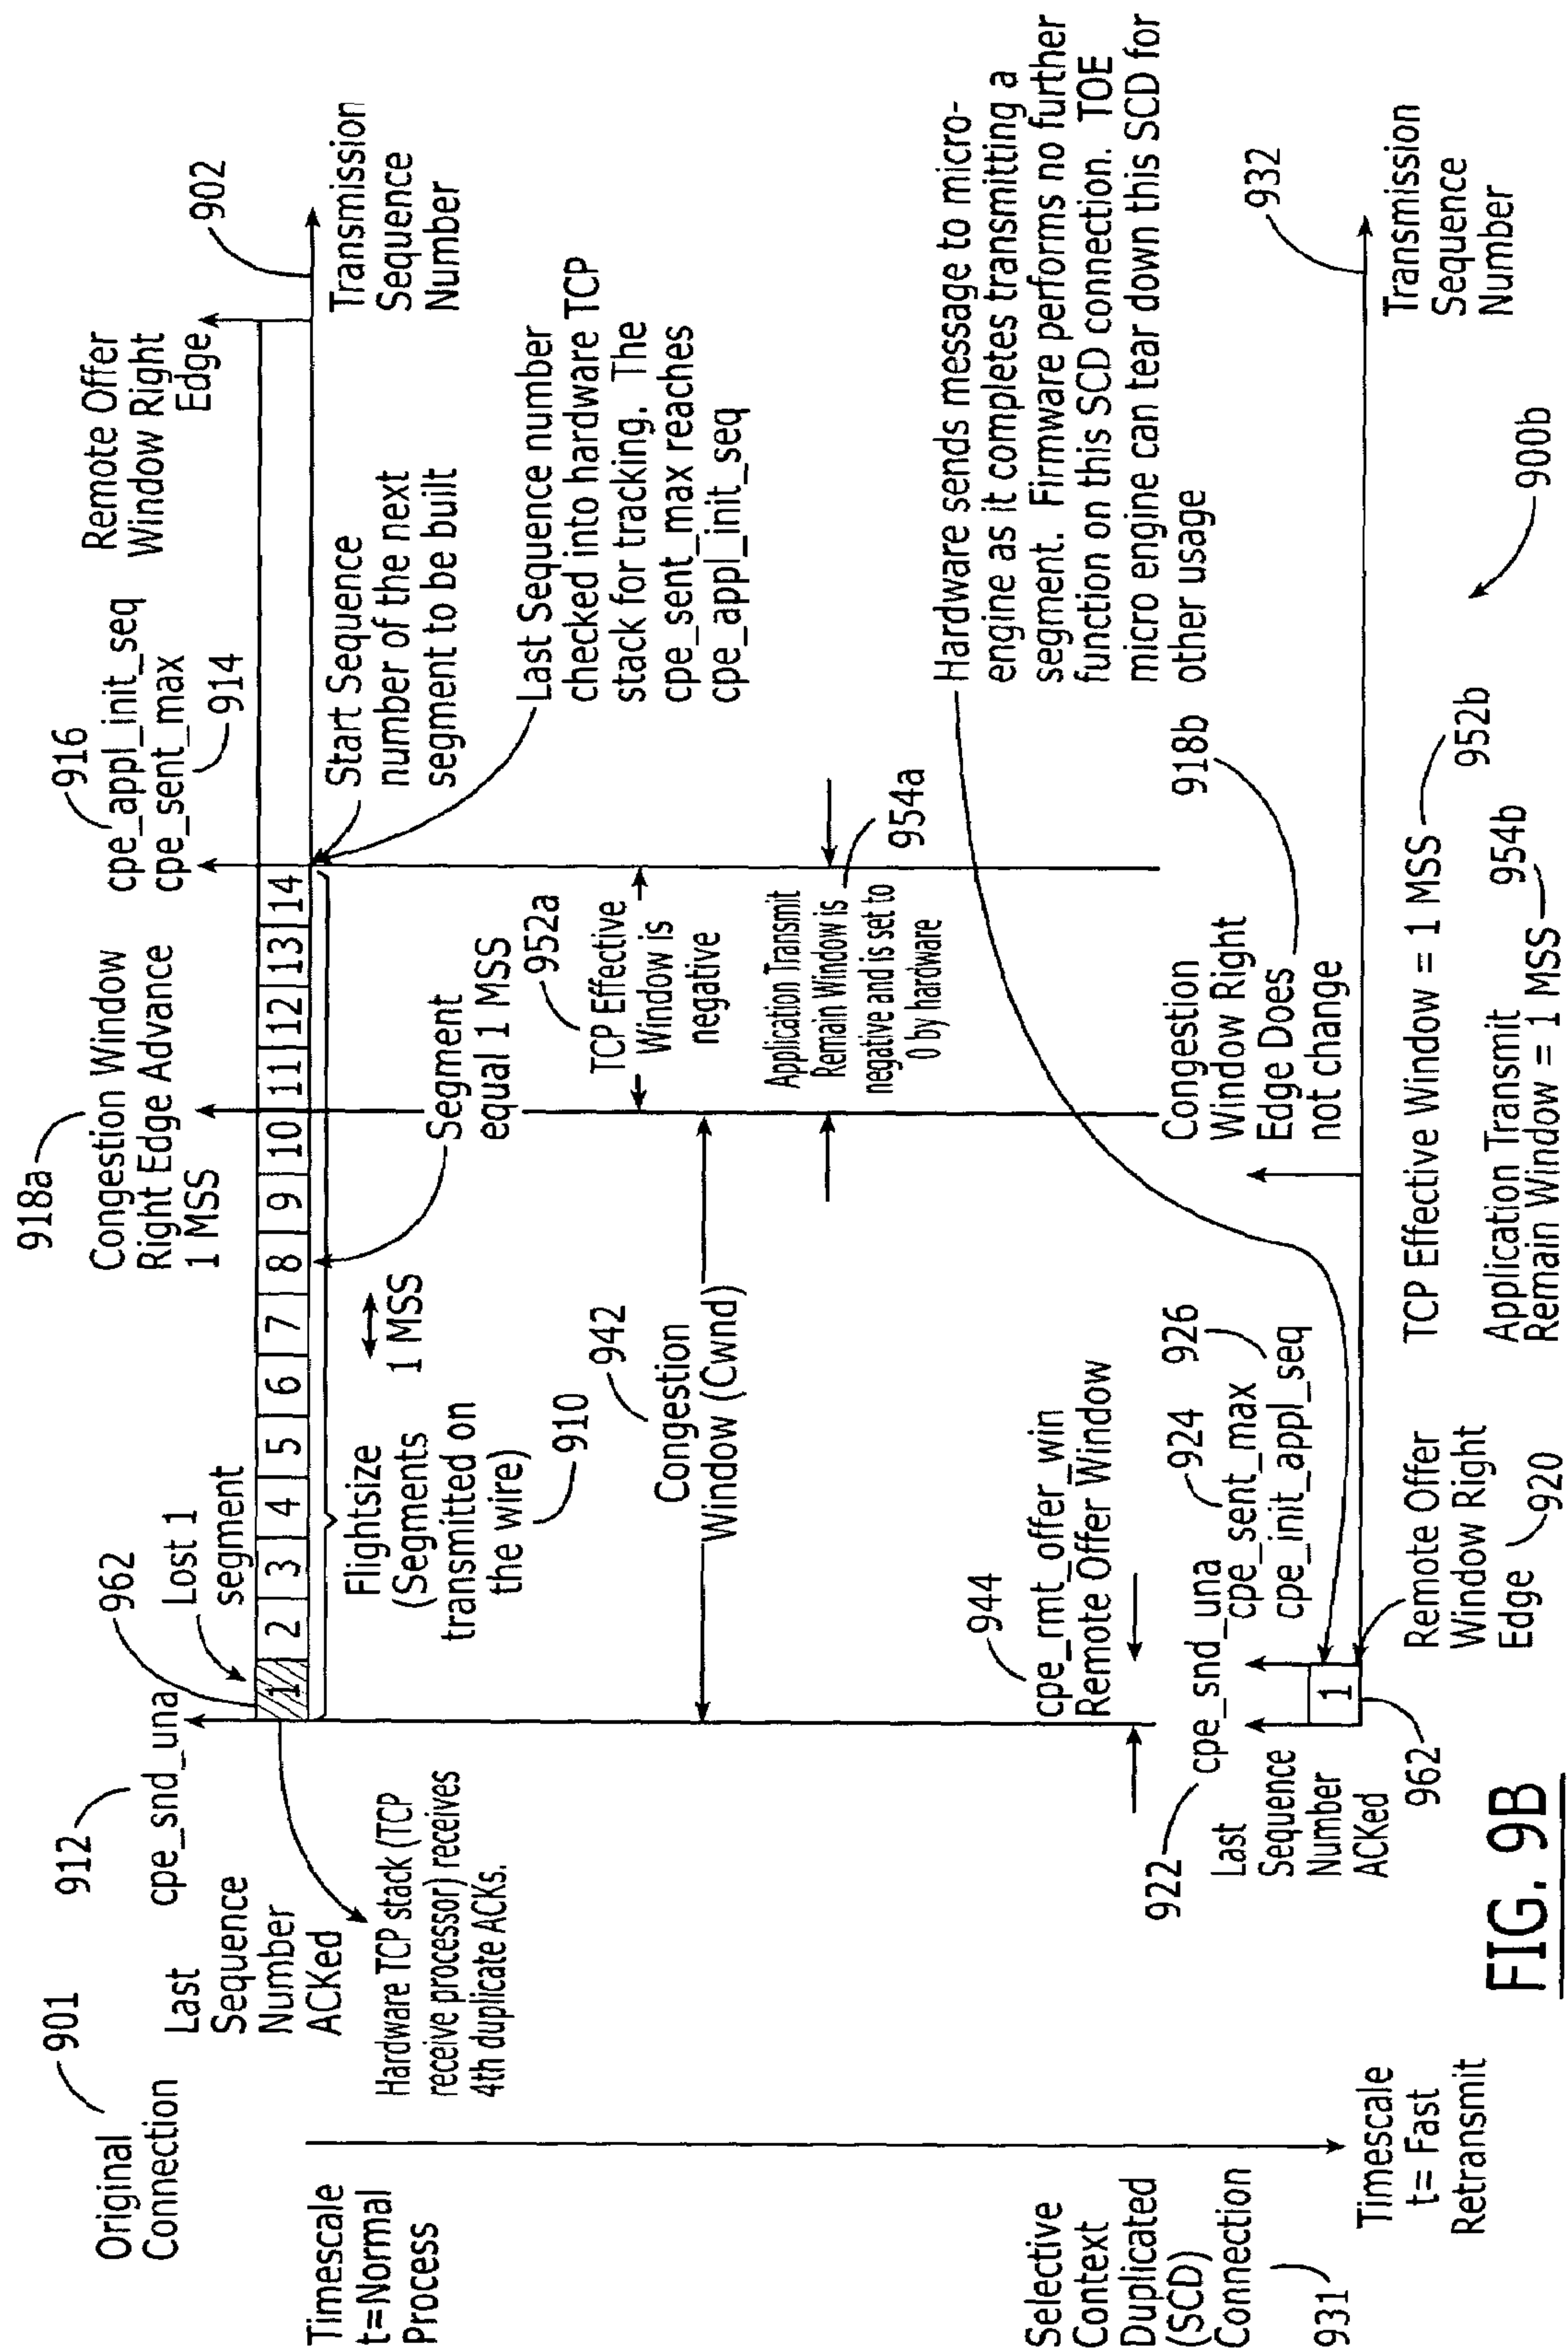 Original
Connection
901
912
cpe_snd_una
Last
Sequence
Number
ACKed
962
Lost 1
segment
918a
Congestion Window
Right Edge Advance
1 MSS
916
cpe_appl_init_seq
cpe_sent_max
914
Remote Offer
Window Right
Edge
902
1 2 3 4 5 6 7 8 9 10 11 12 13 14
Transmission
Sequence
Number
Timescale
t=Normal
Process
Hardware TCP stack (TCP
receive processor) receives
4th duplicate ACKs.
Flightsize
(Segments
transmitted on
the wire)
910
1 MSS
Segment
equal 1 MSS
Start Sequence
number of the next
segment to be built
Last Sequence number
checked into hardware TCP
stack for tracking. The
cpe_sent_max reaches
cpe_appl_init_seq
942
Congestion
Window (Cwnd)
952a
TCP Effective
Window is
negative
Application Transmit
Remain Window is
negative and is set to
0 by hardware
954a
Hardware sends message to micro-
engine as it completes transmitting a
segment. Firmware performs no further
function on this SCD connection. TOE
micro engine can tear down this SCD for
other usage
944
cpe_rmt_offer_win
Remote Offer Window
Selective
Context
Duplicated
(SCD)
Connection
931
922
cpe_snd_una
924
cpe_sent_max
926
cpe_init_appl_seq
Last
Sequence
Number
ACKed
1
962
Congestion
Window Right
Edge Does
not change
918b
932
Transmission
Sequence
Number
Timescale
t= Fast
Retransmit
Remote Offer
Window Right
Edge
920
TCP Effective Window = 1 MSS
952b
Application Transmit
Remain Window = 1 MSS
954b
900b
FIG. 9B